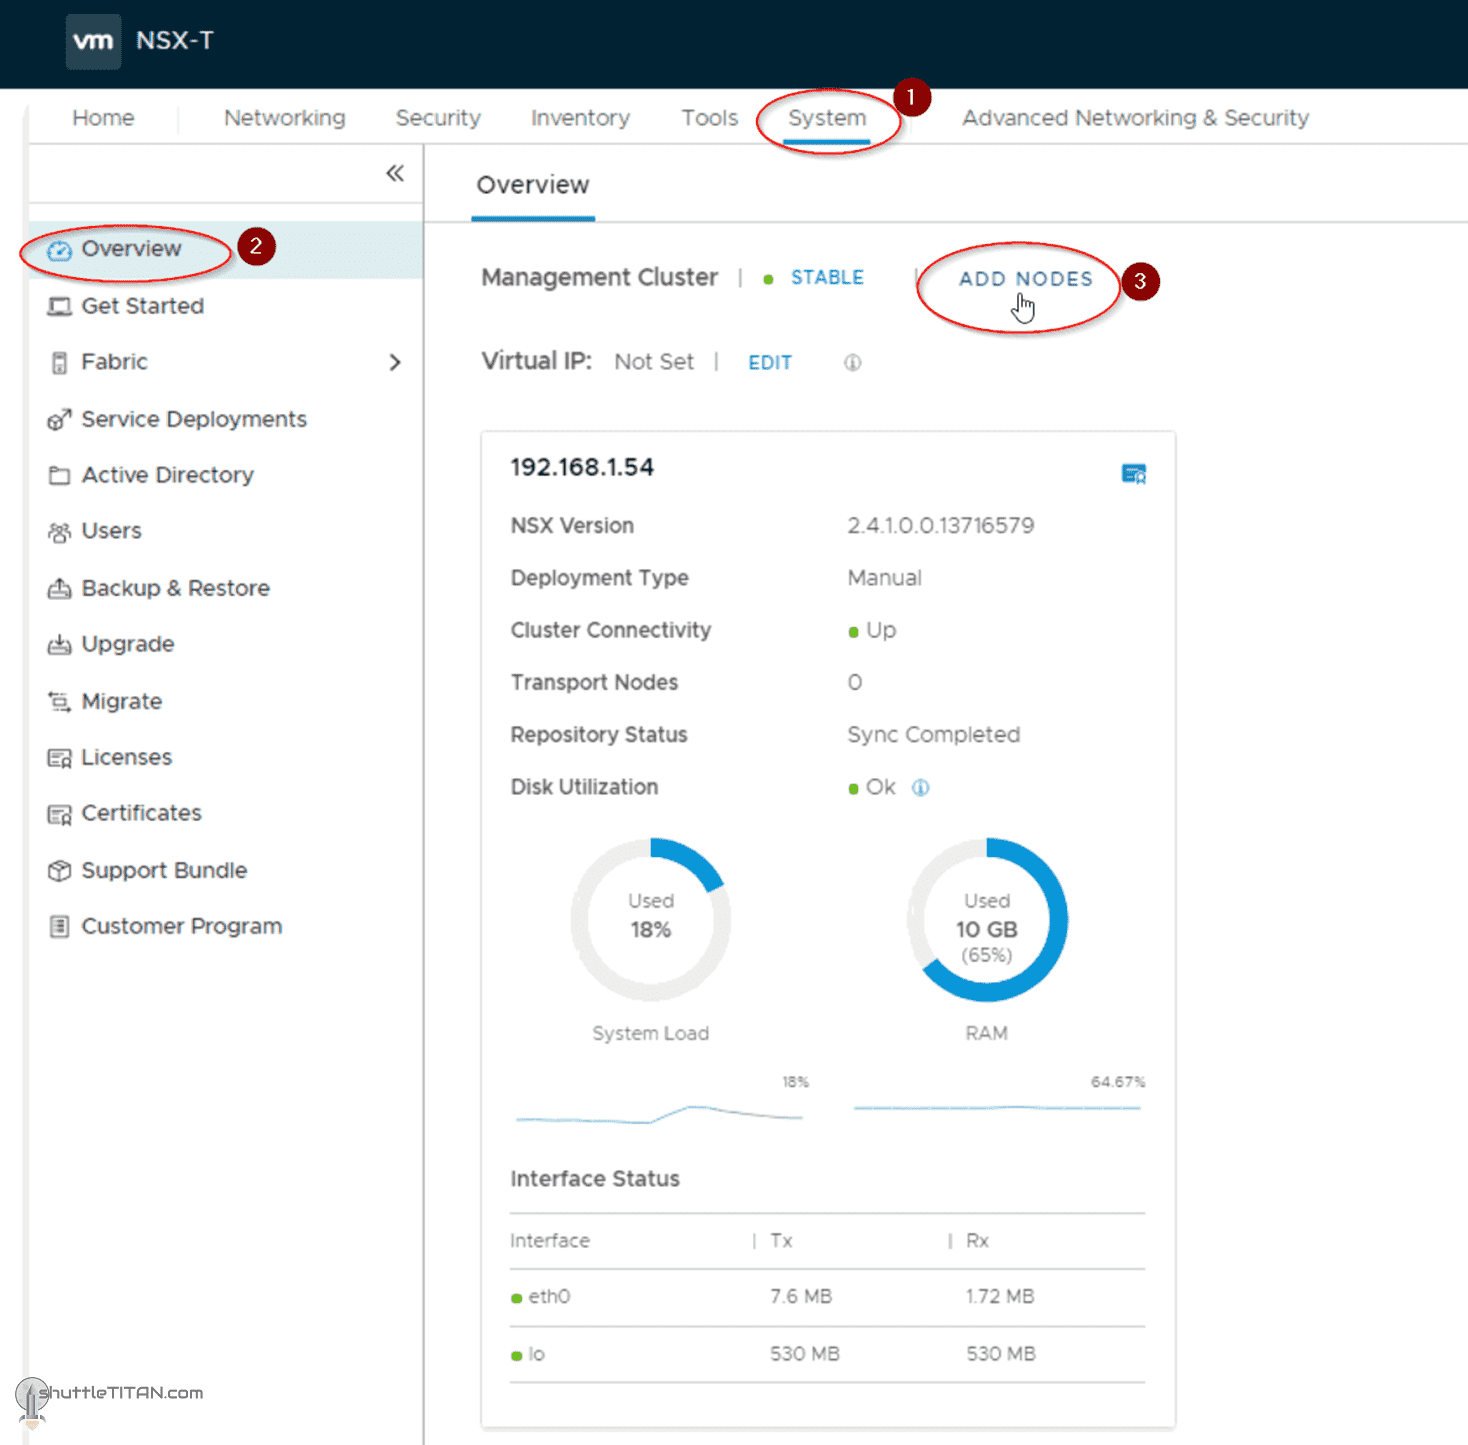 vm NSX-T
Home Networking Security Inventory Tools System 1 Advanced Networking & Security
«
Overview
Overview 2
Management Cluster | STABLE | ADD NODES 3
Get Started
Fabric
Virtual IP: Not Set | EDIT
Service Deployments
Active Directory
Users
Backup & Restore
Upgrade
Migrate
Licenses
Certificates
Support Bundle
Customer Program
192.168.1.54
NSX Version 2.4.1.0.0.13716579
Deployment Type Manual
Cluster Connectivity Up
Transport Nodes 0
Repository Status Sync Completed
Disk Utilization Ok
Used
18%
System Load
18%
Used
10 GB
(65%)
RAM
64.67%
Interface Status
Interface | Tx | Rx
eth0 7.6 MB 1.72 MB
lo 530 MB 530 MB
shuttleTITAN.com